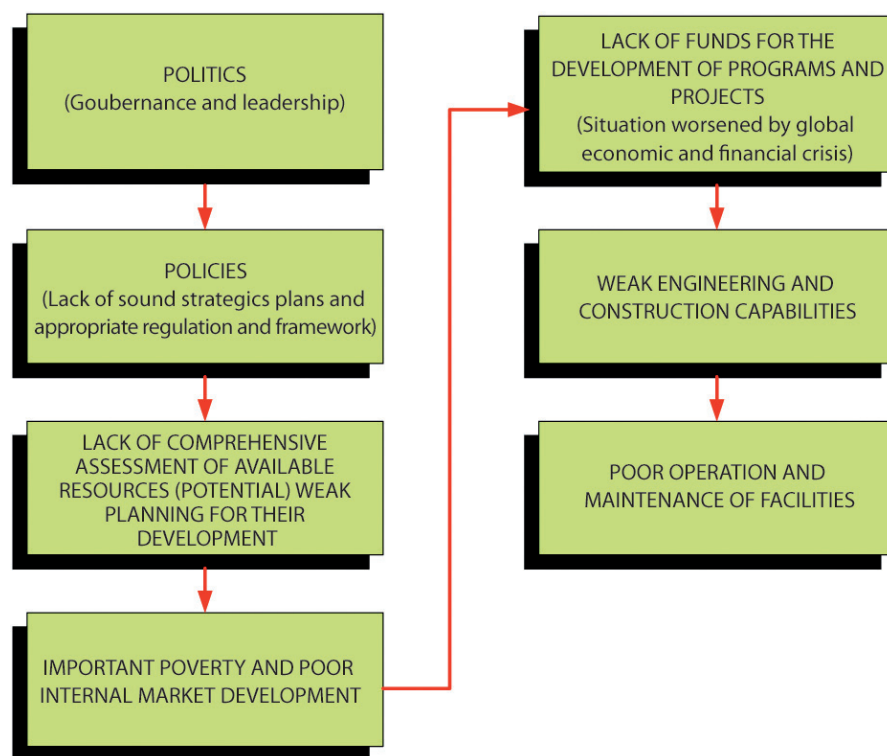 POLITICS
(Goubernance and leadership)
POLICIES
(Lack of sound strategics plans and
appropriate regulation and framework)
LACK OF COMPREHENSIVE
ASSESSMENT OF AVAILABLE
RESOURCES (POTENTIAL) WEAK
PLANNING FOR THEIR
DEVELOPMENT
IMPORTANT POVERTY AND POOR
INTERNAL MARKET DEVELOPMENT
LACK OF FUNDS FOR THE
DEVELOPMENT OF PROGRAMS AND
PROJECTS
(Situation worsened by global
economic and financial crisis)
WEAK ENGINEERING AND
CONSTRUCTION CAPABILITIES
POOR OPERATION AND
MAINTENANCE OF FACILITIES